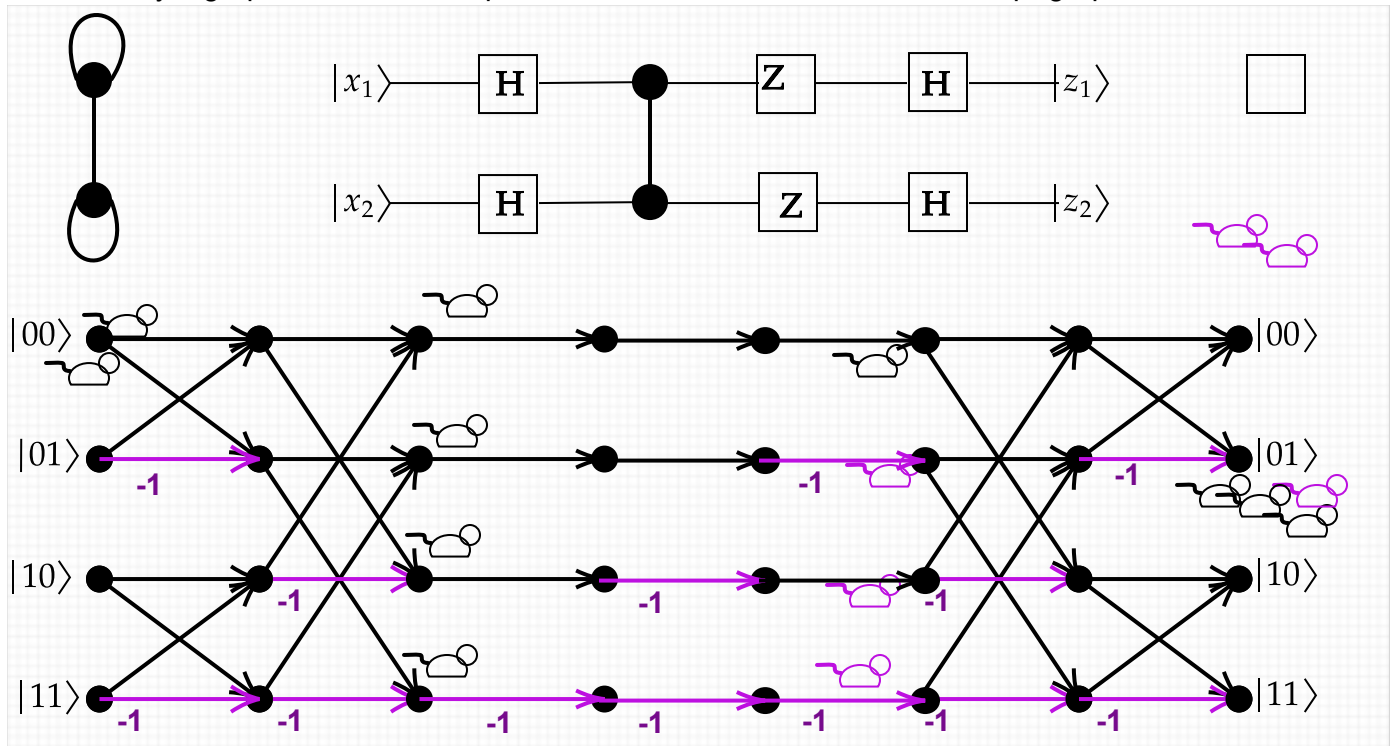 |x₁⟩ H Z H |z₁⟩
|x₂⟩ H Z H |z₂⟩
|00⟩ |00⟩
|01⟩ |01⟩
-1 -1 -1
|10⟩ |10⟩
-1 -1 -1
|11⟩ |11⟩
-1 -1 -1 -1 -1 -1 -1